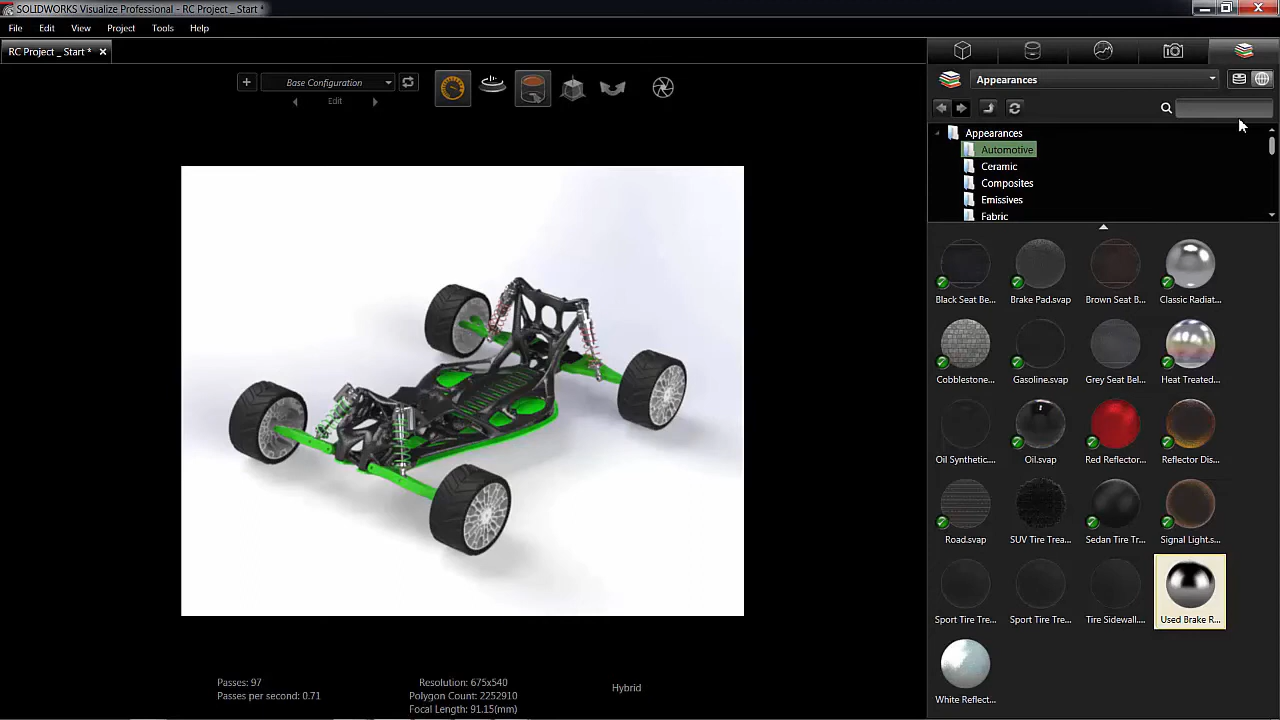 SOLIDWORKS Visualize Professional - RC Project _ Start *
File Edit View Project Tools Help
RC Project _ Start *
Base Configuration
Edit
Appearances
Appearances
Automotive
Ceramic
Composites
Emissives
Fabric
Black Seat Be... Brake Pad.svap Brown Seat B... Classic Radiat...
Cobblestone... Gasoline.svap Grey Seat Bel... Heat Treated...
Oil Synthetic.... Oil.svap Red Reflector... Reflector Dis...
Road.svap SUV Tire Trea... Sedan Tire Tr... Signal Light.s...
Sport Tire Tre... Sport Tire Tre... Tire Sidewall.... Used Brake R...
White Reflect...
Passes: 97
Passes per second: 0.71
Resolution: 675x540
Polygon Count: 2252910
Focal Length: 91.15(mm)
Hybrid